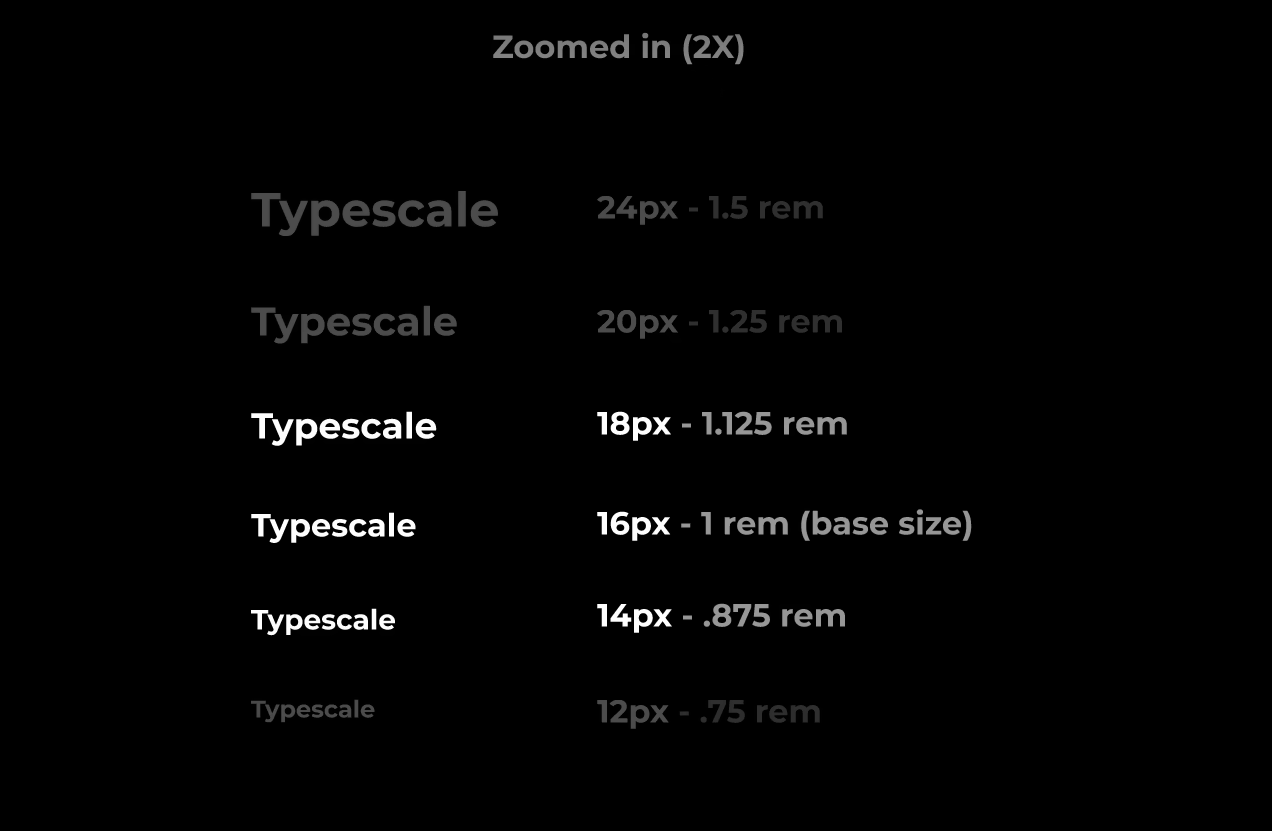 Zoomed in (2X)
Typescale 24px - 1.5 rem
Typescale 20px - 1.25 rem
Typescale 18px - 1.125 rem
Typescale 16px - 1 rem (base size)
Typescale 14px - .875 rem
Typescale 12px - .75 rem